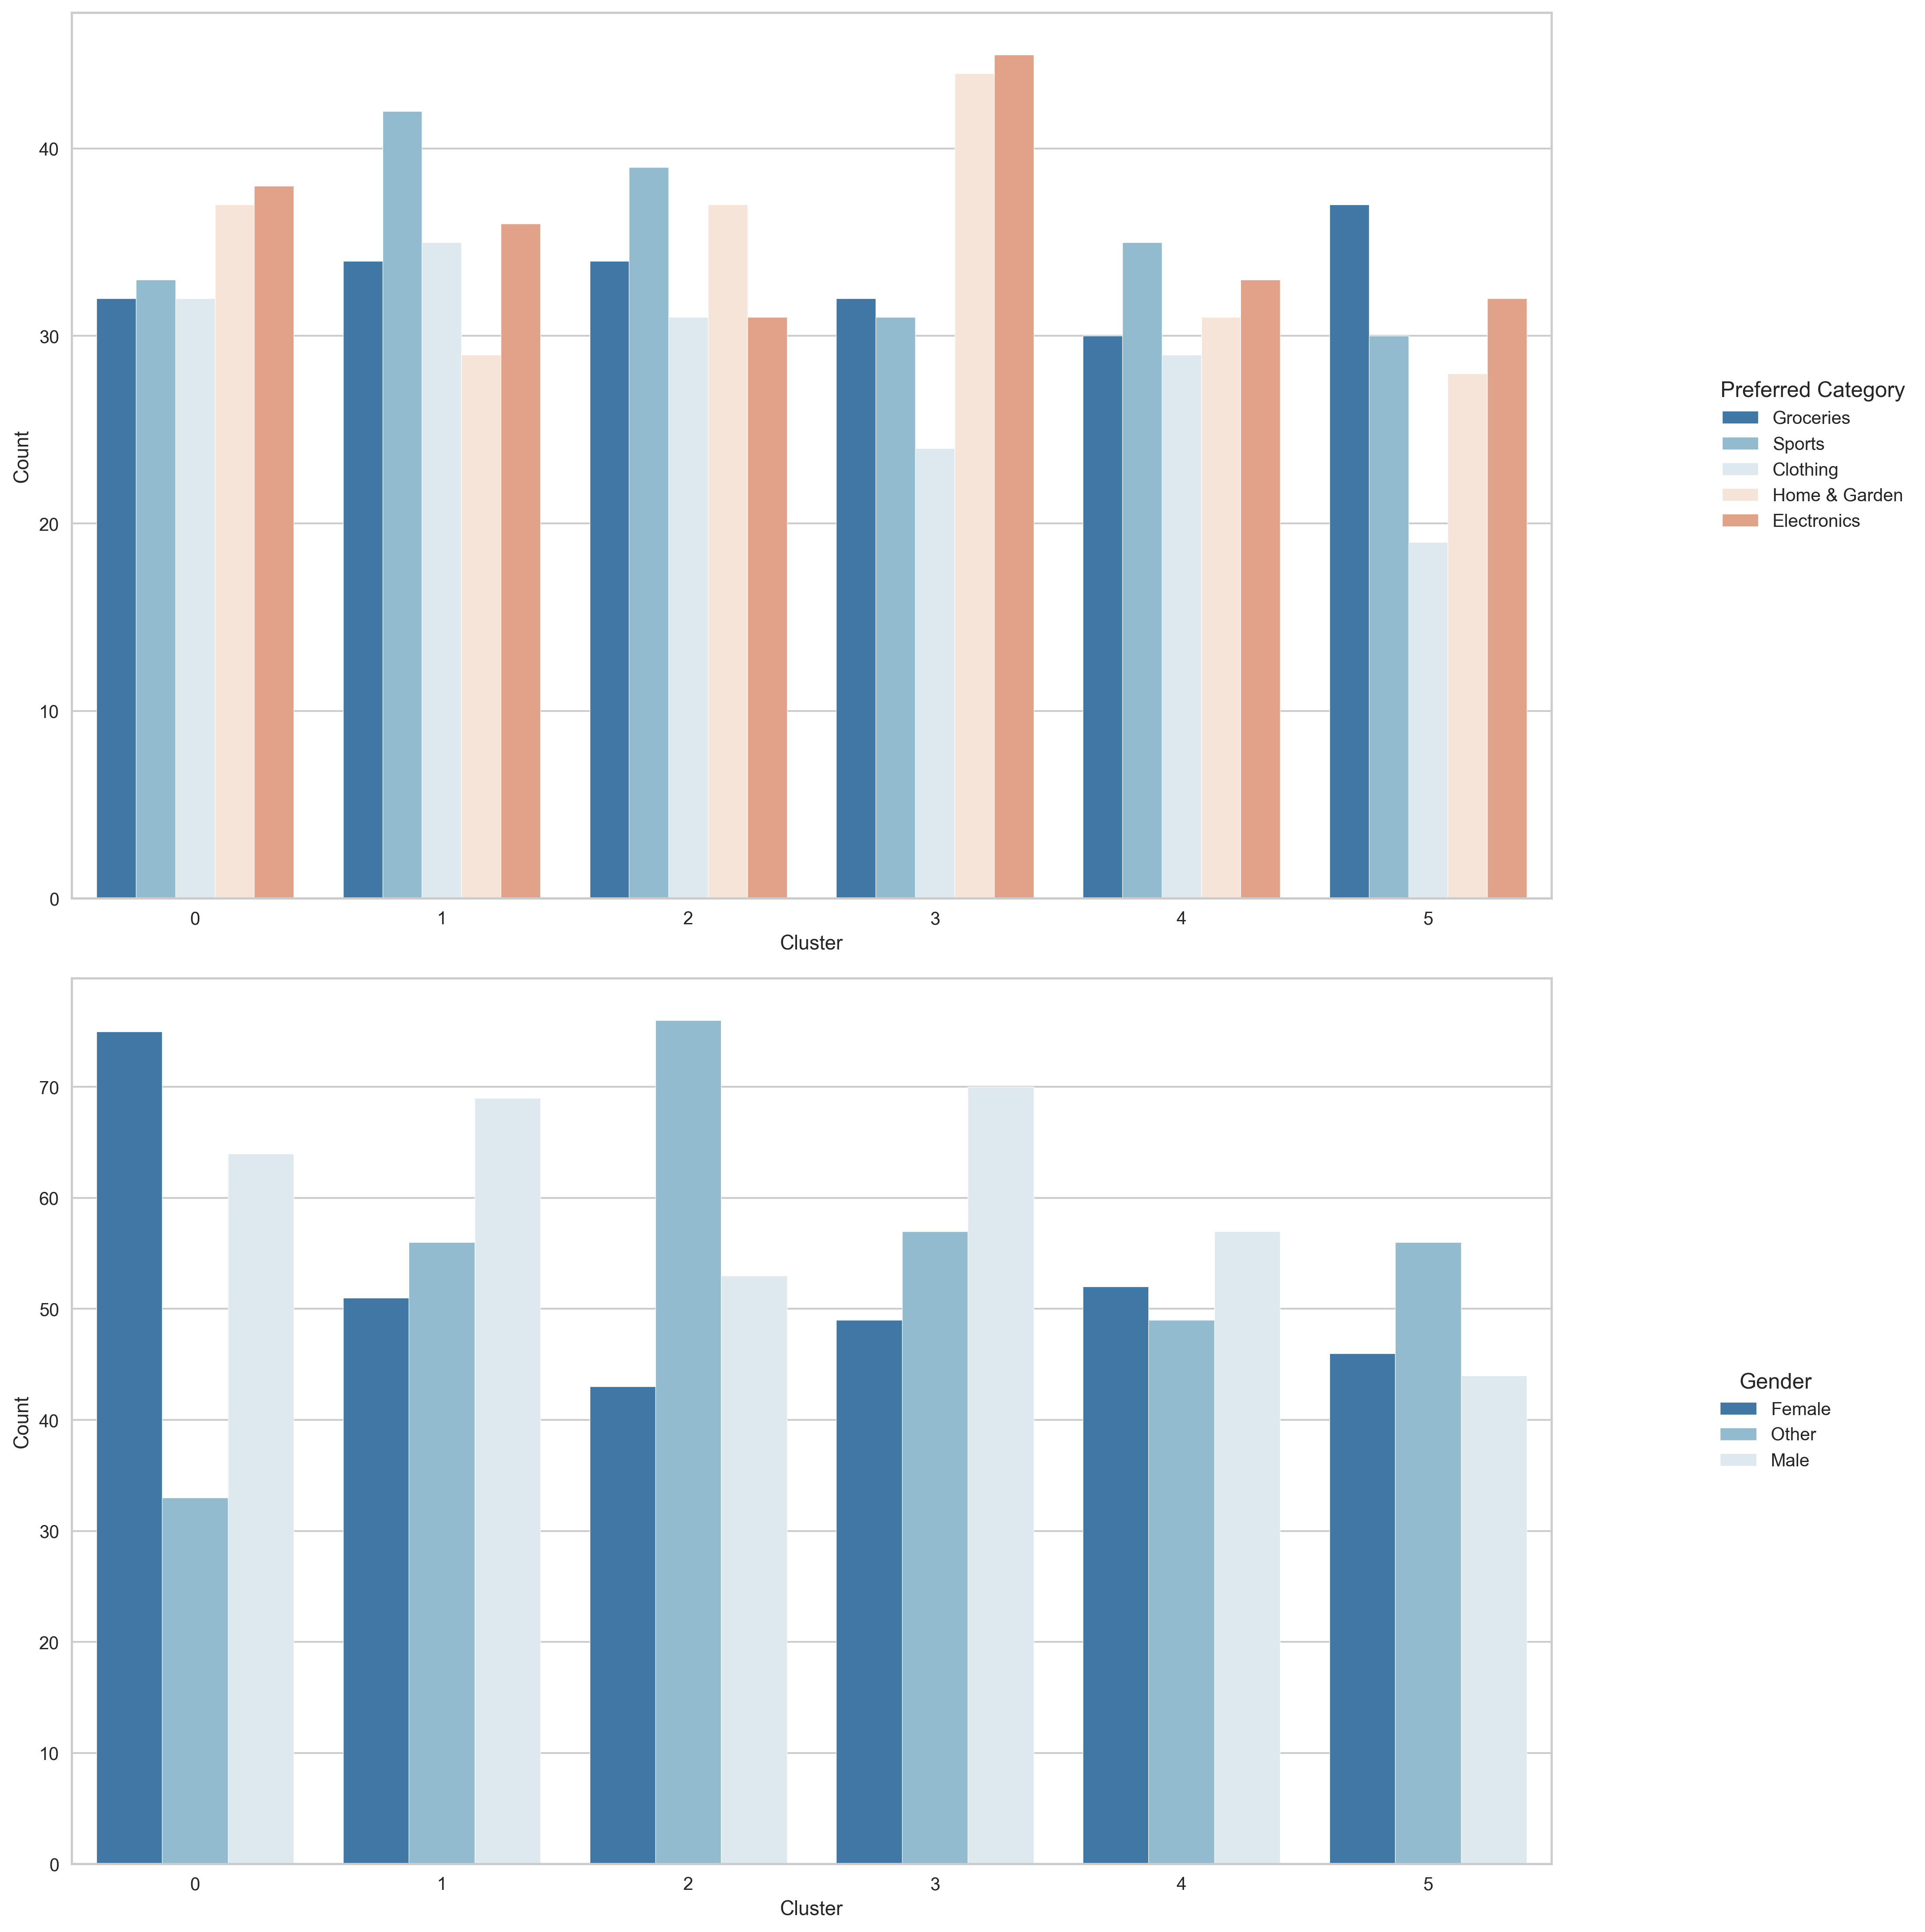 40
30
20
10
0
Count
0 1 2 3 4 5
Cluster
Preferred Category
Groceries
Sports
Clothing
Home & Garden
Electronics
70
60
50
40
30
20
10
0
Count
0 1 2 3 4 5
Cluster
Gender
Female
Other
Male